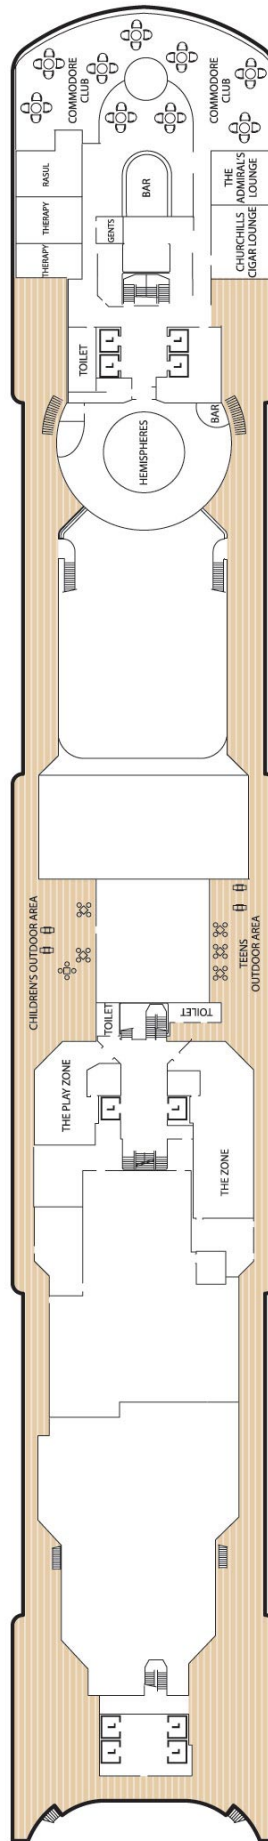 COMMODORE
CLUB
COMMODORE
CLUB
RASUL
THERAPY
THERAPY
BAR
GENTS
THE
ADMIRAL'S
LOUNGE
CHURCHILLS
CIGAR LOUNGE
TOILET
L
L
L
L
HEMISPHERES
BAR
CHILDREN'S OUTDOOR AREA
TEENS
OUTDOOR AREA
TOILET
TOILET
THE PLAY ZONE
L
L
THE ZONE
L
L
L
L